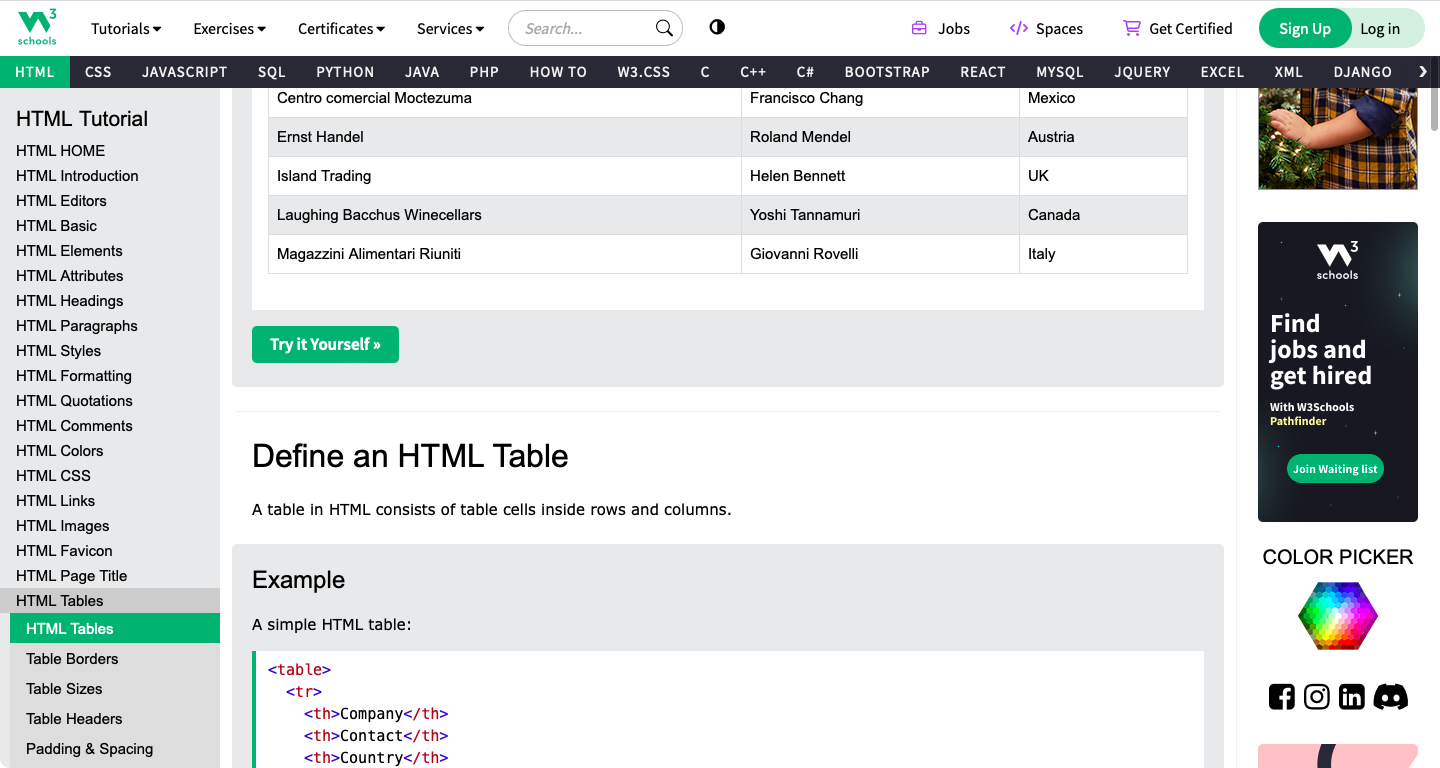 W3 schools
Tutorials Exercises Certificates Services Search... Jobs Spaces Get Certified Sign Up Log in
HTML CSS JAVASCRIPT SQL PYTHON JAVA PHP HOW TO W3.CSS C C++ C# BOOTSTRAP REACT MYSQL JQUERY EXCEL XML DJANGO
HTML Tutorial
HTML HOME
HTML Introduction
HTML Editors
HTML Basic
HTML Elements
HTML Attributes
HTML Headings
HTML Paragraphs
HTML Styles
HTML Formatting
HTML Quotations
HTML Comments
HTML Colors
HTML CSS
HTML Links
HTML Images
HTML Favicon
HTML Page Title
HTML Tables
HTML Tables
Table Borders
Table Sizes
Table Headers
Padding & Spacing
Centro comercial Moctezuma Francisco Chang Mexico
Ernst Handel Roland Mendel Austria
Island Trading Helen Bennett UK
Laughing Bacchus Winecellars Yoshi Tannamuri Canada
Magazzini Alimentari Riuniti Giovanni Rovelli Italy
Try it Yourself »
Define an HTML Table
A table in HTML consists of table cells inside rows and columns.
Example
A simple HTML table:
<table>
<tr>
<th>Company</th>
<th>Contact</th>
<th>Country</th>
W3 schools
Find
jobs and
get hired
With W3Schools
Pathfinder
Join Waiting list
COLOR PICKER